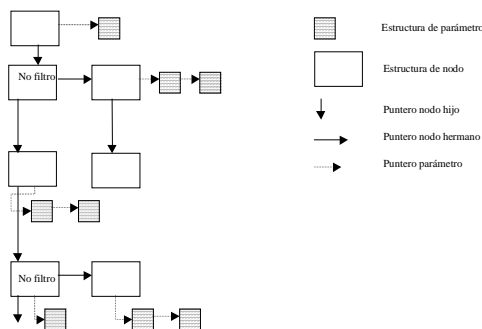 No filtro
No filtro
Estructura de parámetro
Estructura de nodo
Puntero nodo hijo
Puntero nodo hermano
Puntero parámetro